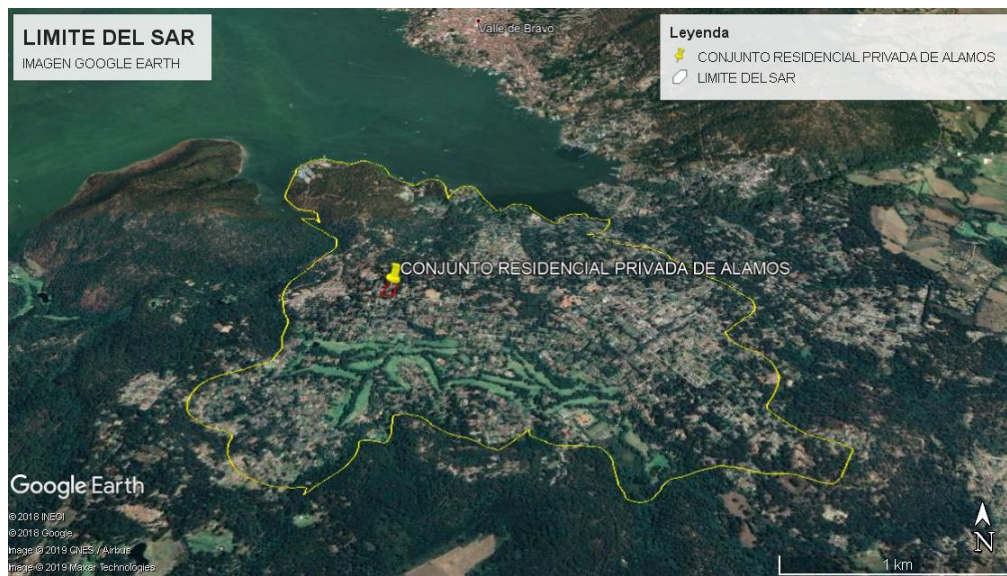 LIMITE DEL SAR
IMAGEN GOOGLE EARTH
Valle de Bravo
Leyenda
CONJUNTO RESIDENCIAL PRIVADA DE ALAMOS
LIMITE DEL SAR
CONJUNTO RESIDENCIAL PRIVADA DE ALAMOS
Google Earth
© 2018 INEGI
© 2018 Google
Image © 2019 CNES / Airbus
Image © 2019 Maxar Technologies
N
1 km